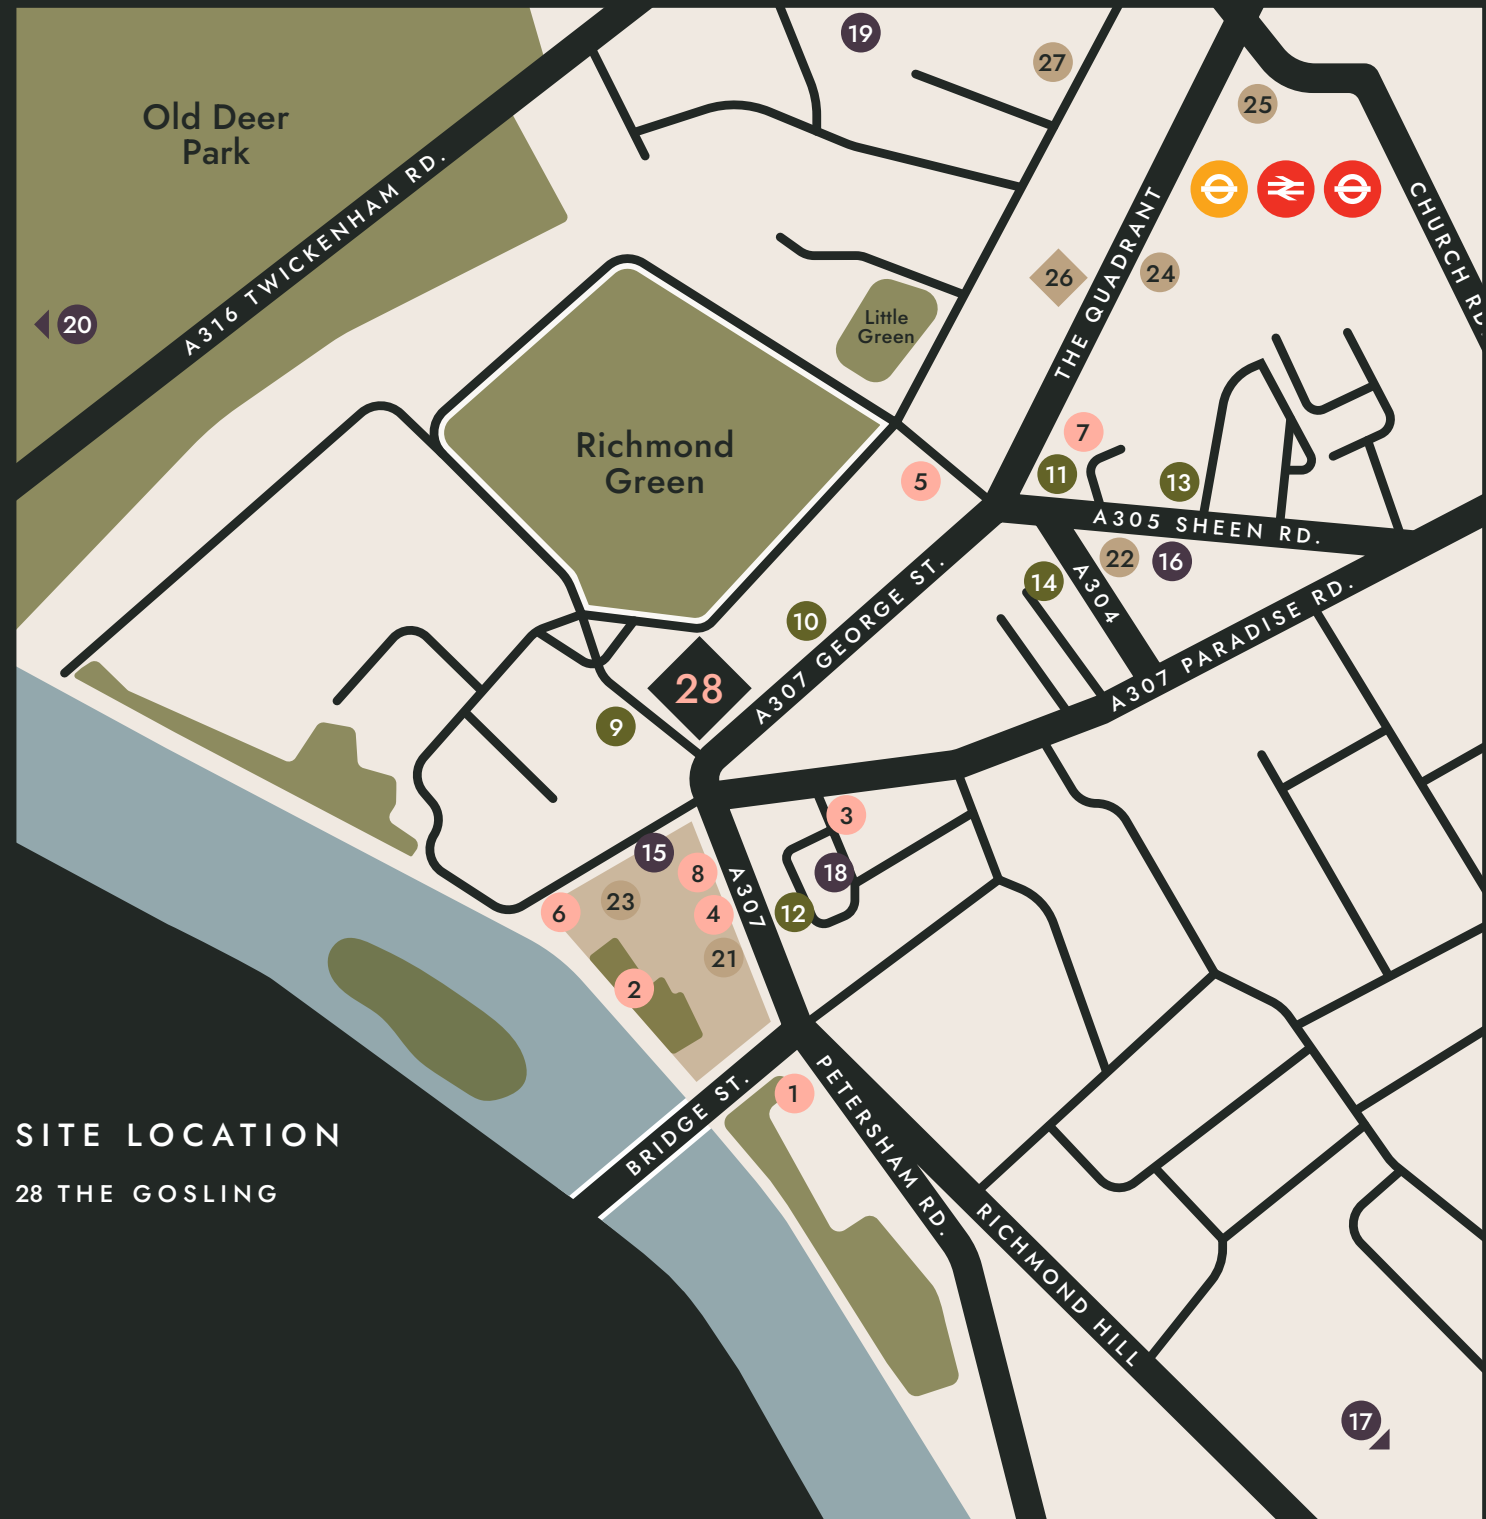 19
27
25
Old Deer
Park
A316 TWICKENHAM RD.
CHURCH RD
THE QUADRANT
26
24
20
Little
Green
Richmond
Green
7
5
11
13
A305 SHEEN RD.
22
16
14
A304
10
A307 GEORGE ST.
A307 PARADISE RD.
28
9
3
15
8
18
A307
23
6
4
12
21
2
1
BRIDGE ST.
PETERSHAM RD.
SITE LOCATION
28 THE GOSLING
RICHMOND HILL
17